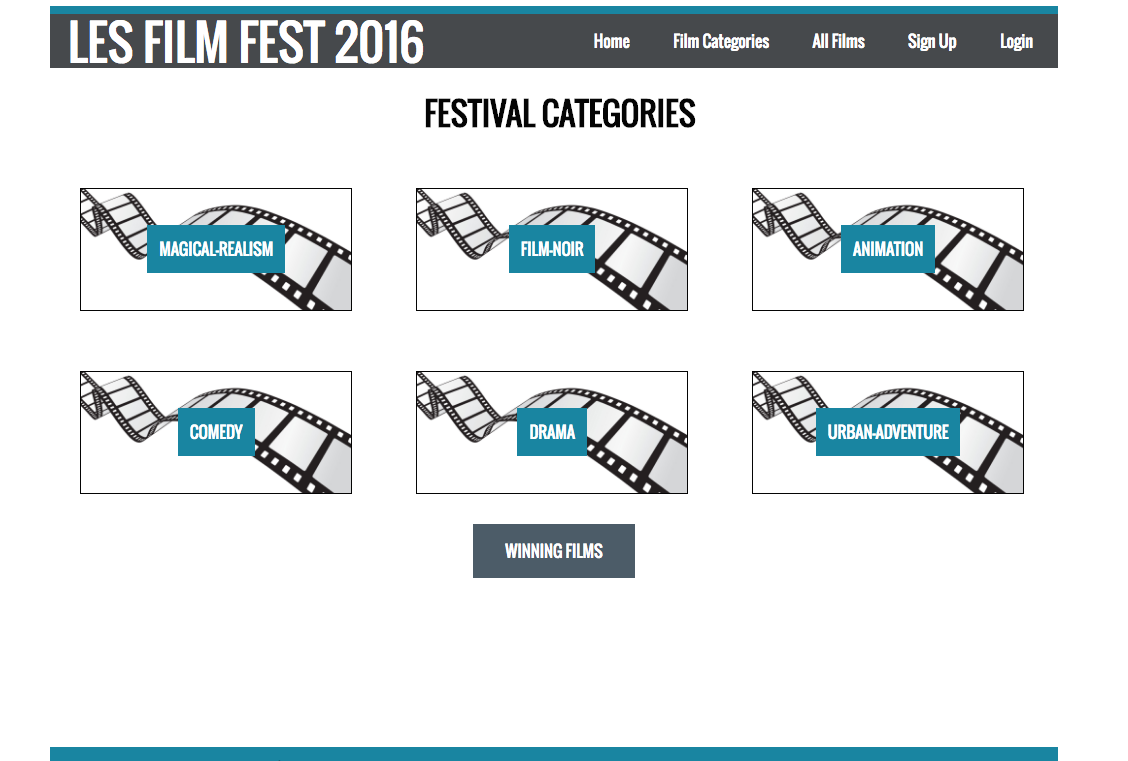 LES FILM FEST 2016
Home Film Categories All Films Sign Up Login
FESTIVAL CATEGORIES
MAGICAL-REALISM
FILM-NOIR
ANIMATION
COMEDY
DRAMA
URBAN-ADVENTURE
WINNING FILMS